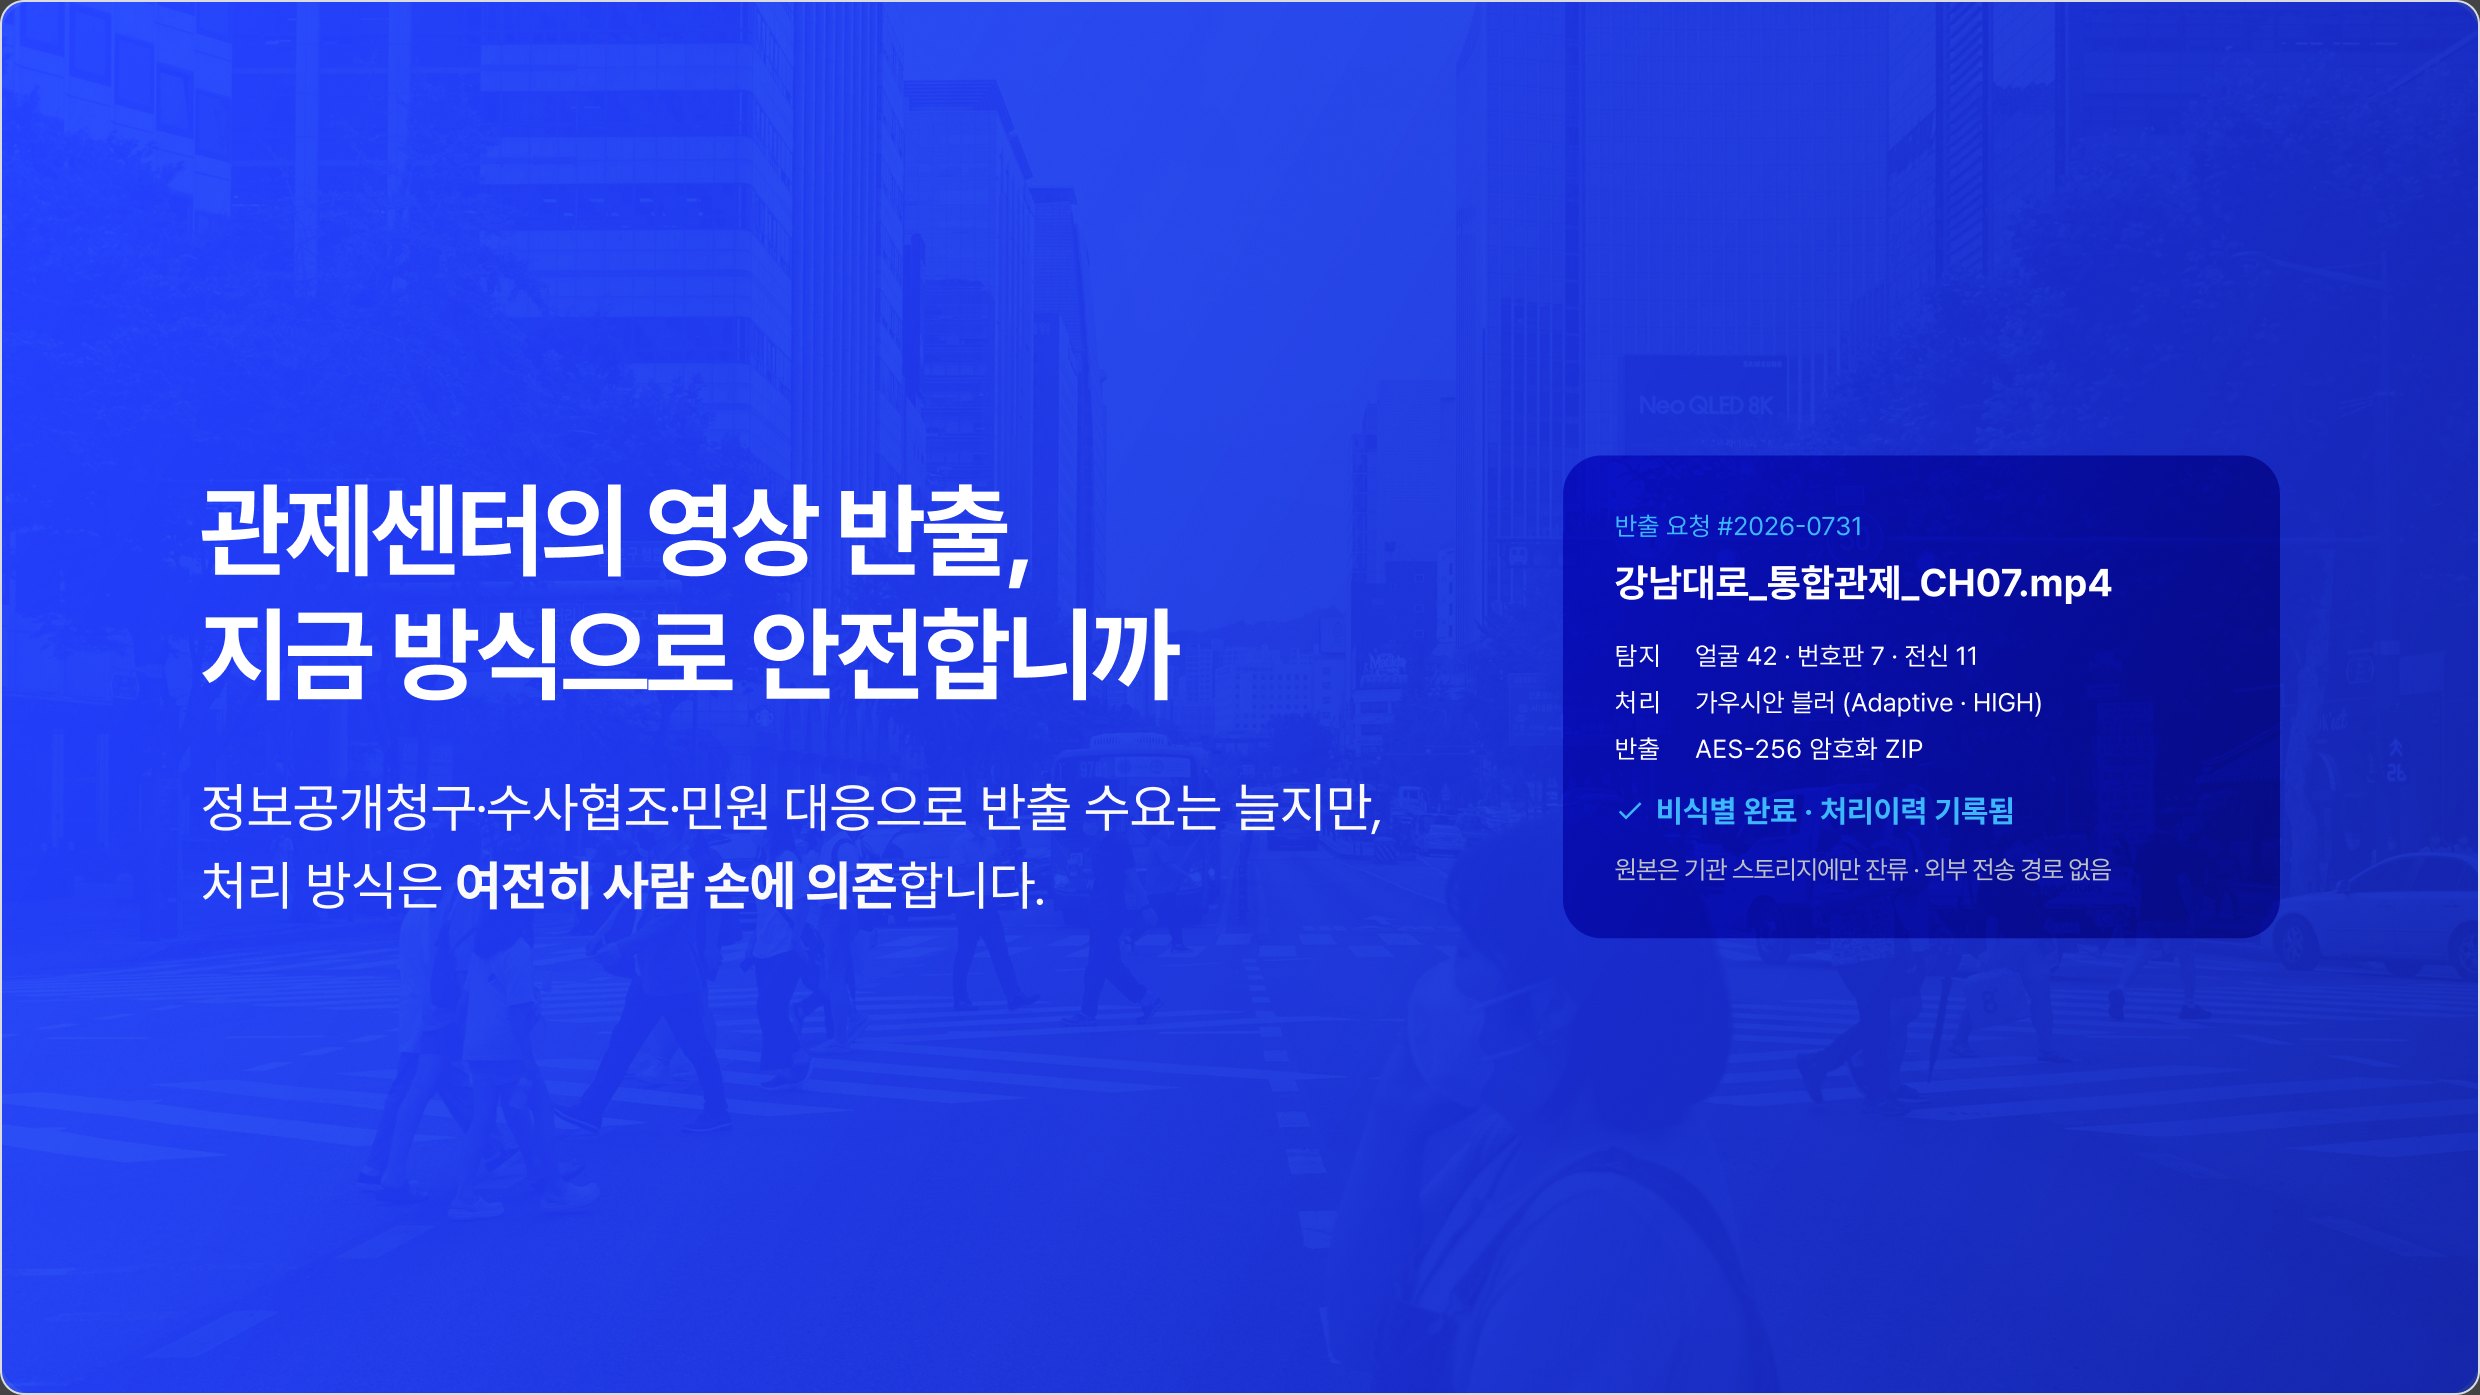 관제센터의 영상 반출,
지금 방식으로 안전합니까
정보공개청구·수사협조·민원 대응으로 반출 수요는 늘지만,
처리 방식은 여전히 사람 손에 의존합니다.
SAMSUNG
Neo QLED 8K
반출 요청 #2026-0731
강남대로_통합관제_CH07.mp4
탐지 얼굴 42 · 번호판 7 · 전신 11
처리 가우시안 블러 (Adaptive · HIGH)
반출 AES-256 암호화 ZIP
✓ 비식별 완료 · 처리이력 기록됨
원본은 기관 스토리지에만 잔류 · 외부 전송 경로 없음